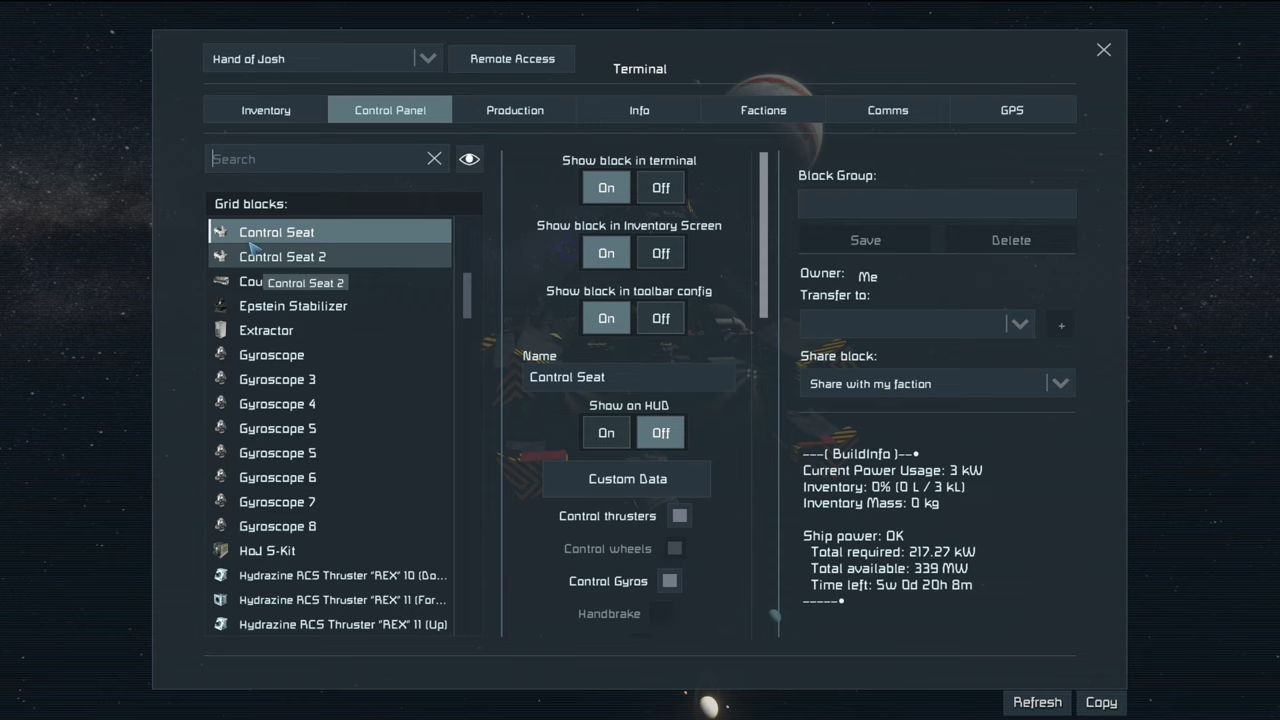 Hand of Josh
Remote Access
Terminal
Inventory
Control Panel
Production
Info
Factions
Comms
GPS
Search
Grid blocks:
Control Seat
Control Seat 2
Cou
Control Seat 2
Epstein Stabilizer
Extractor
Gyroscope
Gyroscope 3
Gyroscope 4
Gyroscope 5
Gyroscope 5
Gyroscope 6
Gyroscope 7
Gyroscope 8
HoJ S-Kit
Hydrazine RCS Thruster "REX" 10 (Do...
Hydrazine RCS Thruster "REX" 11 (For...
Hydrazine RCS Thruster "REX" 11 (Up)
Show block in terminal
On Off
Show block in Inventory Screen
On Off
Show block in toolbar config
On Off
Name
Control Seat
Show on HUD
On Off
Custom Data
Control thrusters
Control wheels
Control Gyros
Handbrake
Block Group:
Save
Delete
Owner: Me
Transfer to:
+
Share block:
Share with my faction
---( BuildInfo )--•
Current Power Usage: 3 kW
Inventory: 0% (0 L / 3 kL)
Inventory Mass: 0 kg
Ship power: OK
Total required: 217.27 kW
Total available: 339 MW
Time left: 5w 0d 20h 8m
-----•
Refresh
Copy